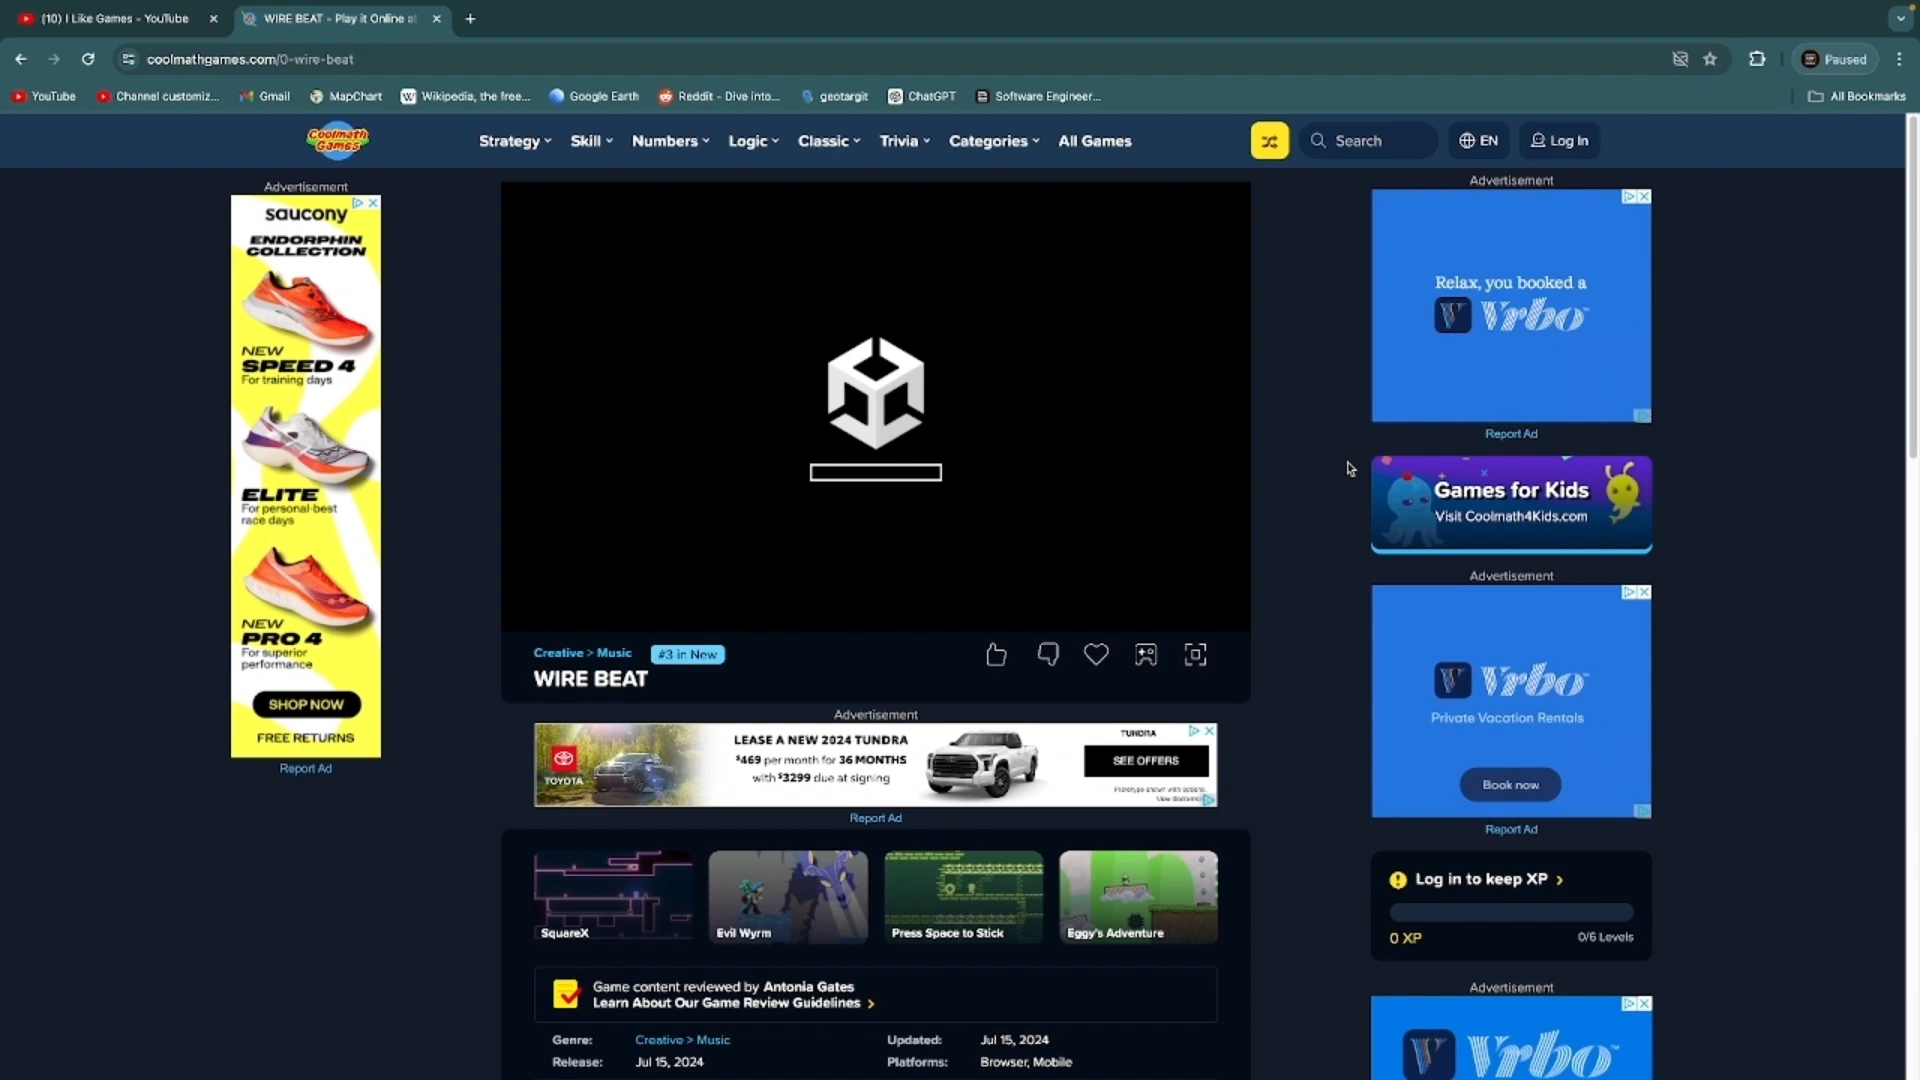 (10) I Like Games - YouTube
WIRE BEAT - Play it Online at
coolmathgames.com/0-wire-beat
Paused
YouTube
Channel customiz...
Gmail
MapChart
Wikipedia, the free...
Google Earth
Reddit - Dive into...
geotargit
ChatGPT
Software Engineer...
All Bookmarks
Coolmath Games
Strategy
Skill
Numbers
Logic
Classic
Trivia
Categories
All Games
Search
EN
Log In
Advertisement
saucony
ENDORPHIN
COLLECTION
NEW
SPEED 4
For training days
ELITE
For personal-best
race days
NEW
PRO 4
For superior
performance
SHOP NOW
FREE RETURNS
Report Ad
Creative > Music
#3 in New
WIRE BEAT
Advertisement
TOYOTA
LEASE A NEW 2024 TUNDRA
$469 per month for 36 MONTHS
with $3299 due at signing
TUNDRA
SEE OFFERS
Prototype shown with options.
Report Ad
SquareX
Evil Wyrm
Press Space to Stick
Eggy's Adventure
Game content reviewed by Antonia Gates
Learn About Our Game Review Guidelines >
Genre: Creative > Music
Updated: Jul 15, 2024
Release: Jul 15, 2024
Platforms: Browser, Mobile
Advertisement
Relax, you booked a
Vrbo
Report Ad
Games for Kids
Visit Coolmath4Kids.com
Advertisement
Vrbo
Private Vacation Rentals
Book now
Report Ad
Log in to keep XP >
0 XP
0/6 Levels
Advertisement
Vrbo